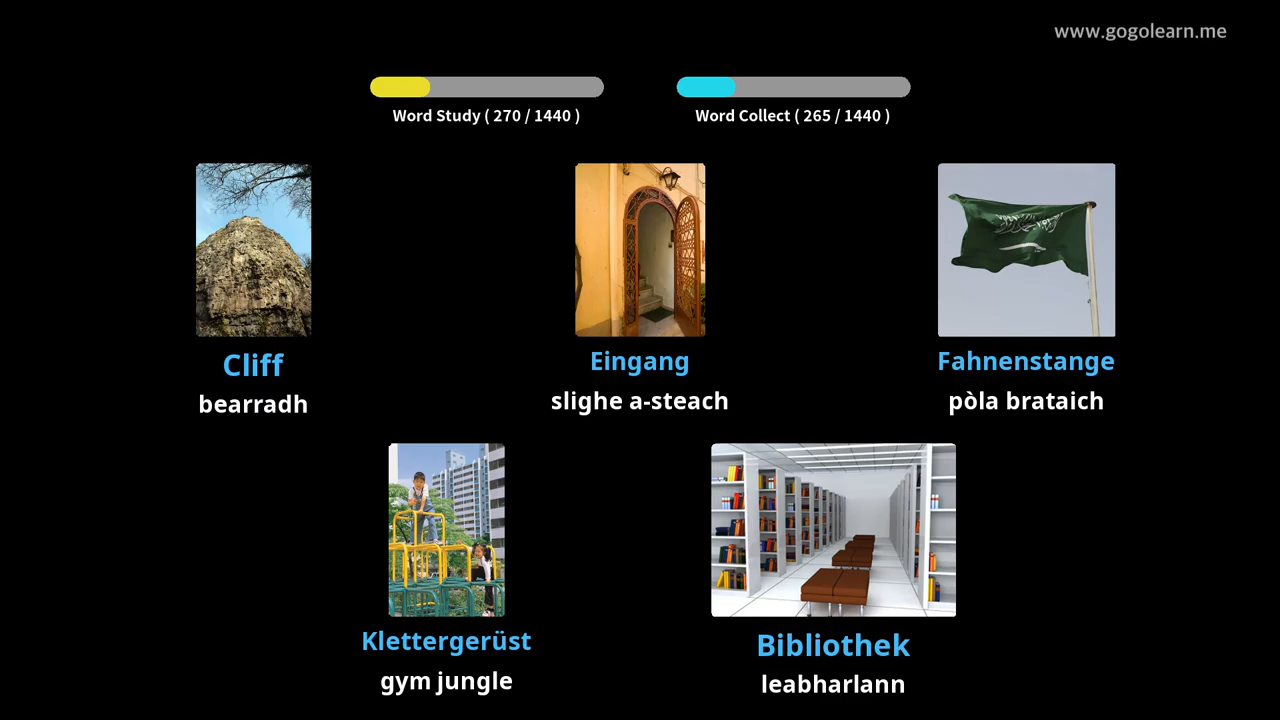 www.gogolearn.me
Word Study ( 270 / 1440 )
Word Collect ( 265 / 1440 )
Cliff
bearradh
Eingang
slighe a-steach
Fahnenstange
pòla brataich
Klettergerüst
gym jungle
Bibliothek
leabharlann